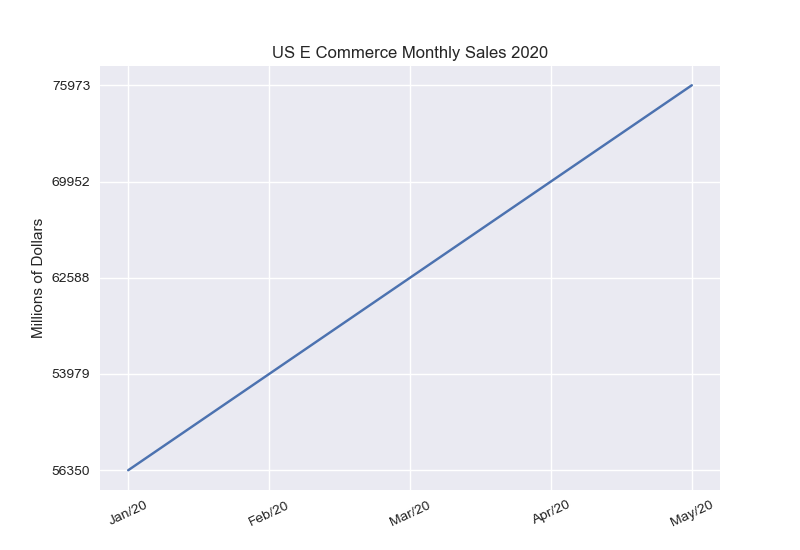 US E Commerce Monthly Sales 2020
Millions of Dollars
75973
69952
62588
53979
56350
Jan/20
Feb/20
Mar/20
Apr/20
May/20